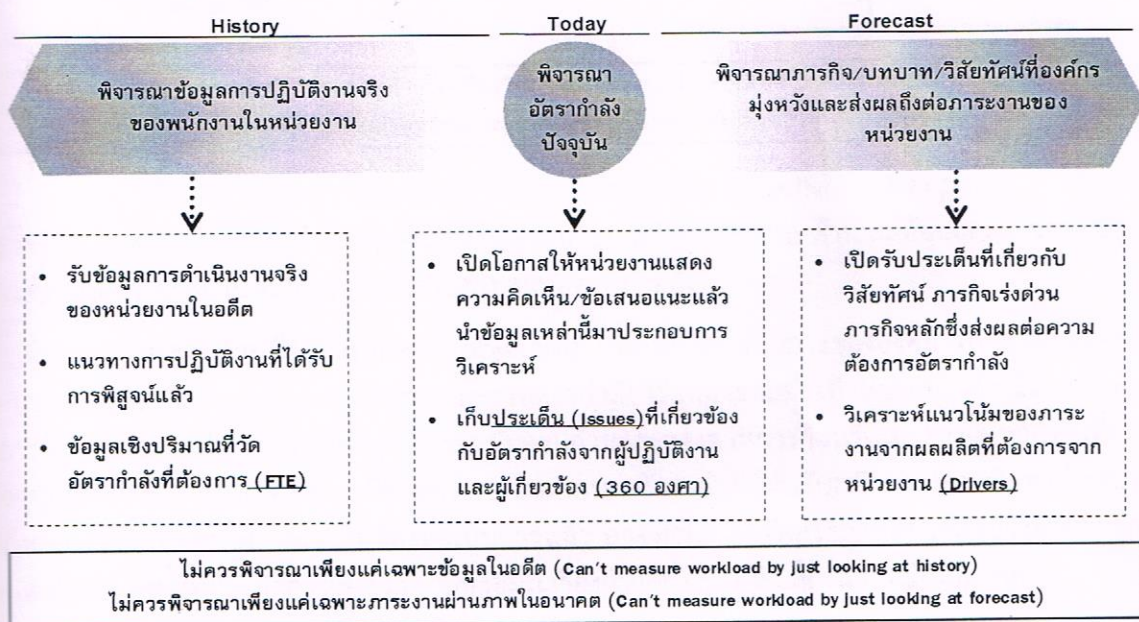 History
Today
Forecast
พิจารณาข้อมูลการปฏิบัติงานจริง
ของพนักงานในหน่วยงาน
พิจารณา
อัตรากำลัง
ปัจจุบัน
พิจารณาภารกิจ/บทบาท/วิสัยทัศน์ที่องค์กร
มุ่งหวังและส่งผลถึงต่อภาระงานของ
หน่วยงาน
• รับข้อมูลการดำเนินงานจริง
ของหน่วยงานในอดีต
• แนวทางการปฏิบัติงานที่ได้รับ
การพิสูจน์แล้ว
• ข้อมูลเชิงปริมาณที่วัด
อัตรากำลังที่ต้องการ (FTE)
• เปิดโอกาสให้หน่วยงานแสดง
ความคิดเห็น/ข้อเสนอแนะแล้ว
นำข้อมูลเหล่านี้มาประกอบการ
วิเคราะห์
• เก็บประเด็น (Issues)ที่เกี่ยวข้อง
กับอัตรากำลังจากผู้ปฏิบัติงาน
และผู้เกี่ยวข้อง (360 องศา)
• เปิดรับประเด็นที่เกี่ยวกับ
วิสัยทัศน์ ภารกิจเร่งด่วน
ภารกิจหลักซึ่งส่งผลต่อความ
ต้องการอัตรากำลัง
• วิเคราะห์แนวโน้มของภาระ
งานจากผลผลิตที่ต้องการจาก
หน่วยงาน (Drivers)
ไม่ควรพิจารณาเพียงแค่เฉพาะข้อมูลในอดีต (Can't measure workload by just looking at history)
ไม่ควรพิจารณาเพียงแค่เฉพาะภาระงานผ่านภาพในอนาคต (Can't measure workload by just looking at forecast)